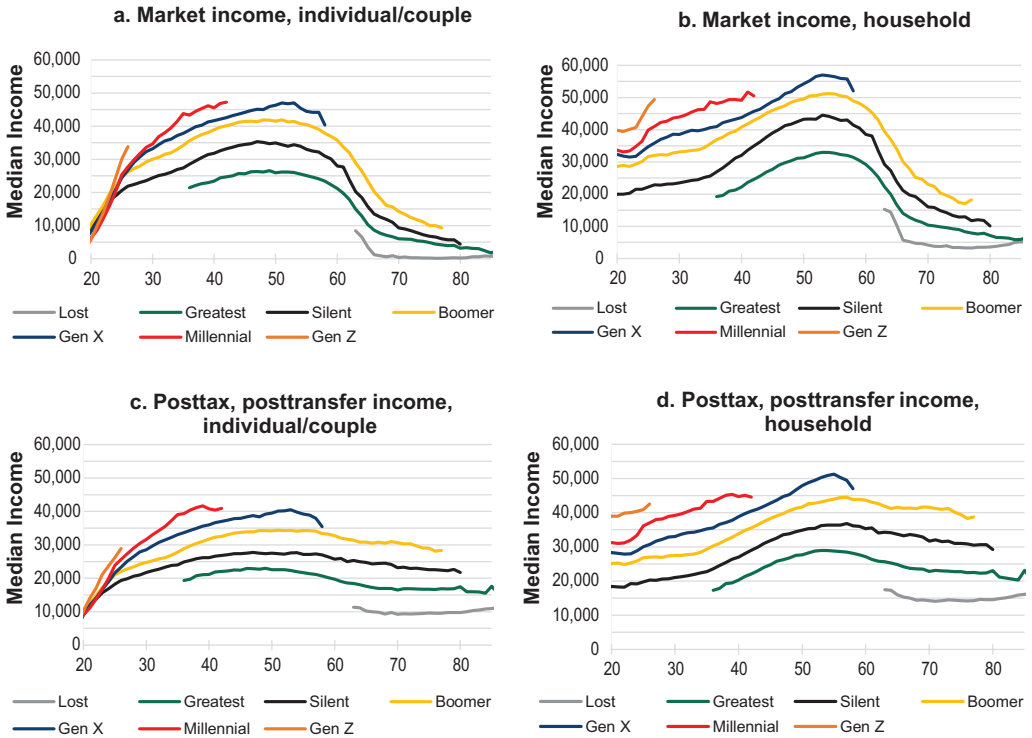 a. Market income, individual/couple
Median Income
60,000
50,000
40,000
30,000
20,000
10,000
0
20 30 40 50 60 70 80
Lost Greatest Silent Boomer
Gen X Millennial Gen Z
b. Market income, household
Median Income
60,000
50,000
40,000
30,000
20,000
10,000
0
20 30 40 50 60 70 80
Lost Greatest Silent Boomer
Gen X Millennial Gen Z
c. Posttax, posttransfer income,
individual/couple
Median Income
60,000
50,000
40,000
30,000
20,000
10,000
0
20 30 40 50 60 70 80
Lost Greatest Silent Boomer
Gen X Millennial Gen Z
d. Posttax, posttransfer income,
household
Median Income
60,000
50,000
40,000
30,000
20,000
10,000
0
20 30 40 50 60 70 80
Lost Greatest Silent Boomer
Gen X Millennial Gen Z